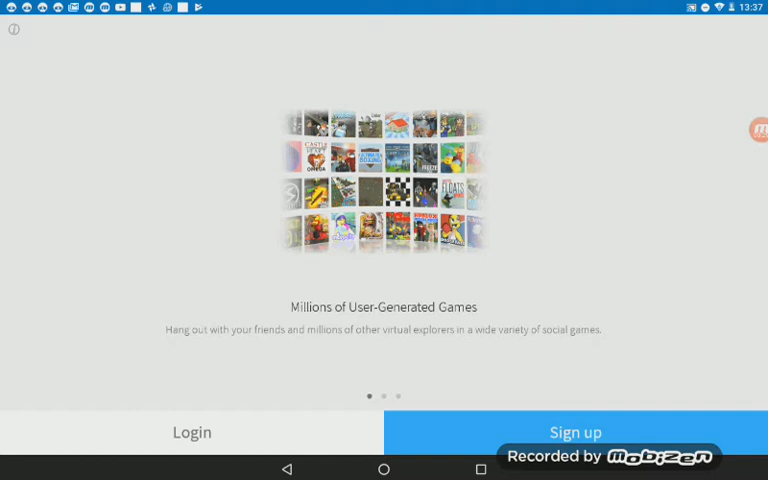 13:37
Millions of User-Generated Games
Hang out with your friends and millions of other virtual explorers in a wide variety of social games.
Login
Sign up
Recorded by mobizen